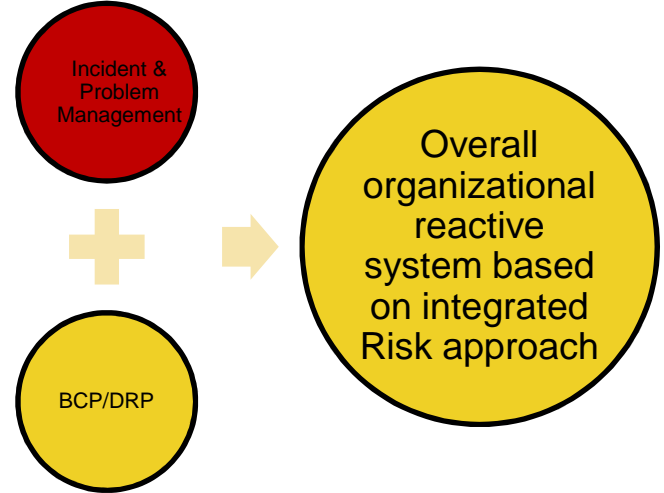 Incident &
Problem
Management
BCP/DRP
Overall
organizational
reactive
system based
on integrated
Risk approach